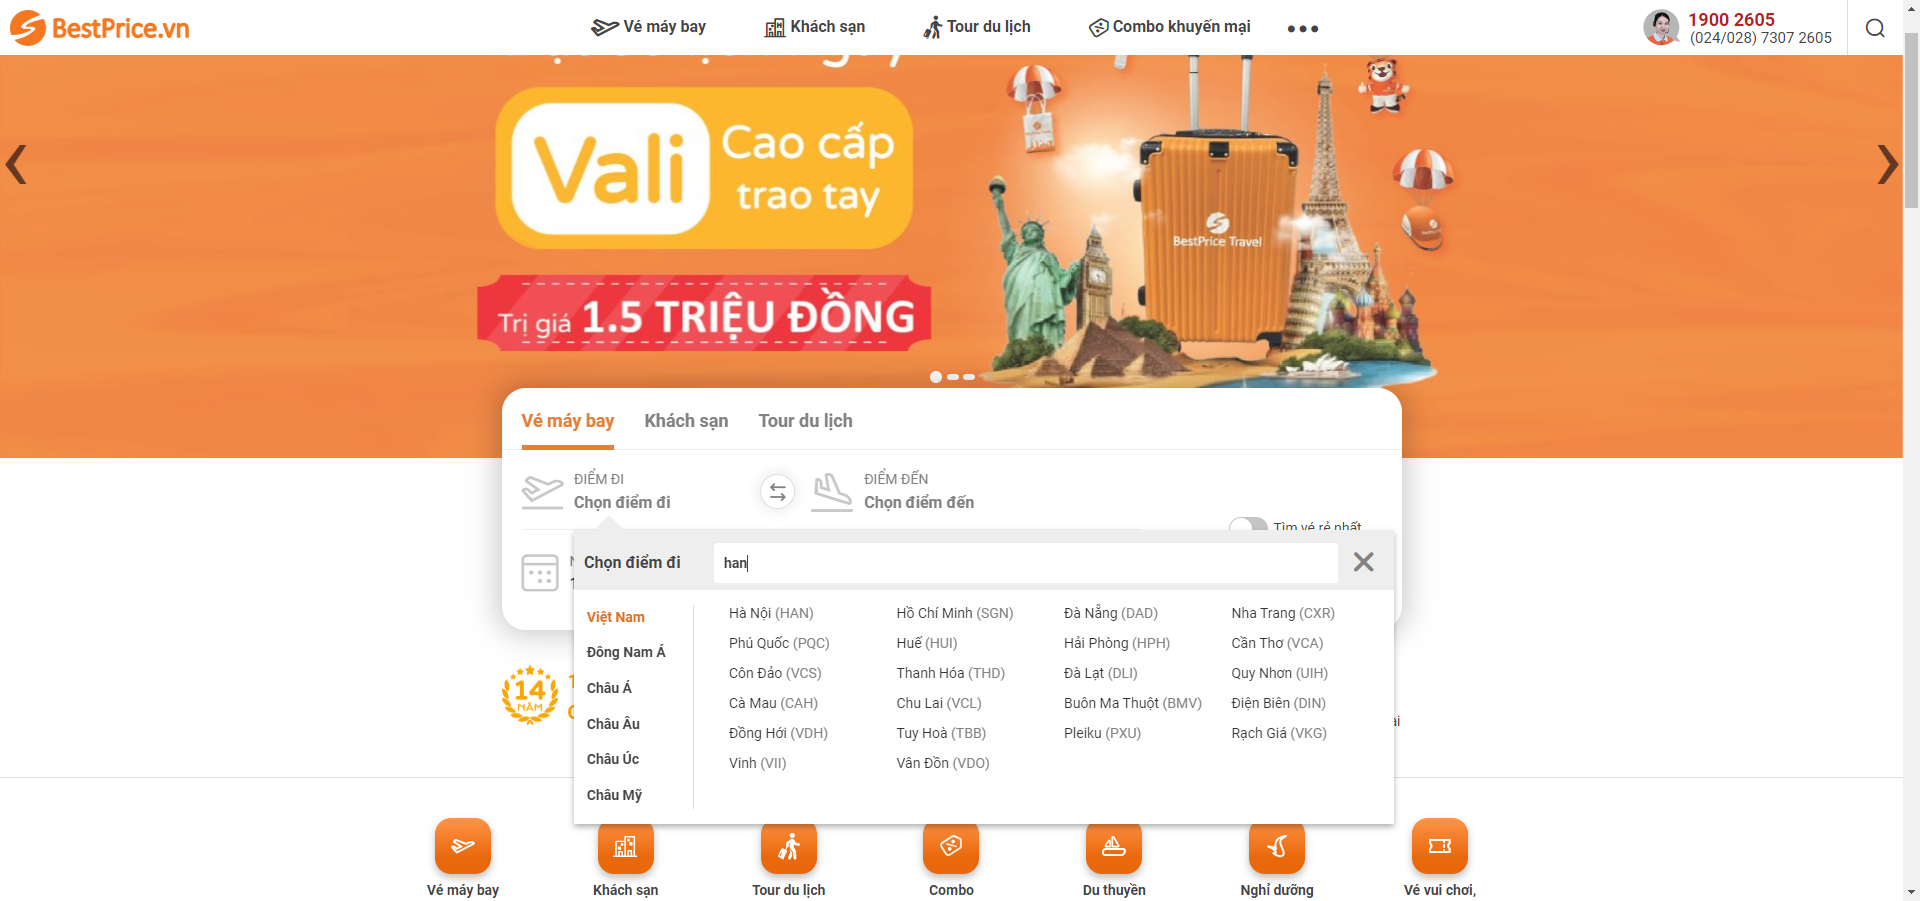 BestPrice.vn
Vé máy bay
Khách sạn
Tour du lịch
Combo khuyến mại
1900 2605
(024/028) 7307 2605
Vali
Cao cấp
trao tay
Trị giá 1.5 TRIỆU ĐỒNG
BestPrice Travel
Vé máy bay
Khách sạn
Tour du lịch
ĐIỂM ĐI
Chọn điểm đi
ĐIỂM ĐẾN
Chọn điểm đến
Tìm vé rẻ nhất
Chọn điểm đi
han
Việt Nam
Đông Nam Á
Châu Á
Châu Âu
Châu Úc
Châu Mỹ
Hà Nội (HAN)
Hồ Chí Minh (SGN)
Đà Nẵng (DAD)
Nha Trang (CXR)
Phú Quốc (PQC)
Huế (HUI)
Hải Phòng (HPH)
Cần Thơ (VCA)
Côn Đảo (VCS)
Thanh Hóa (THD)
Đà Lạt (DLI)
Quy Nhơn (UIH)
Cà Mau (CAH)
Chu Lai (VCL)
Buôn Ma Thuột (BMV)
Điện Biên (DIN)
Đồng Hới (VDH)
Tuy Hoà (TBB)
Pleiku (PXU)
Rạch Giá (VKG)
Vinh (VII)
Vân Đồn (VDO)
14
NĂM
Vé máy bay
Khách sạn
Tour du lịch
Combo
Du thuyền
Nghỉ dưỡng
Vé vui chơi,